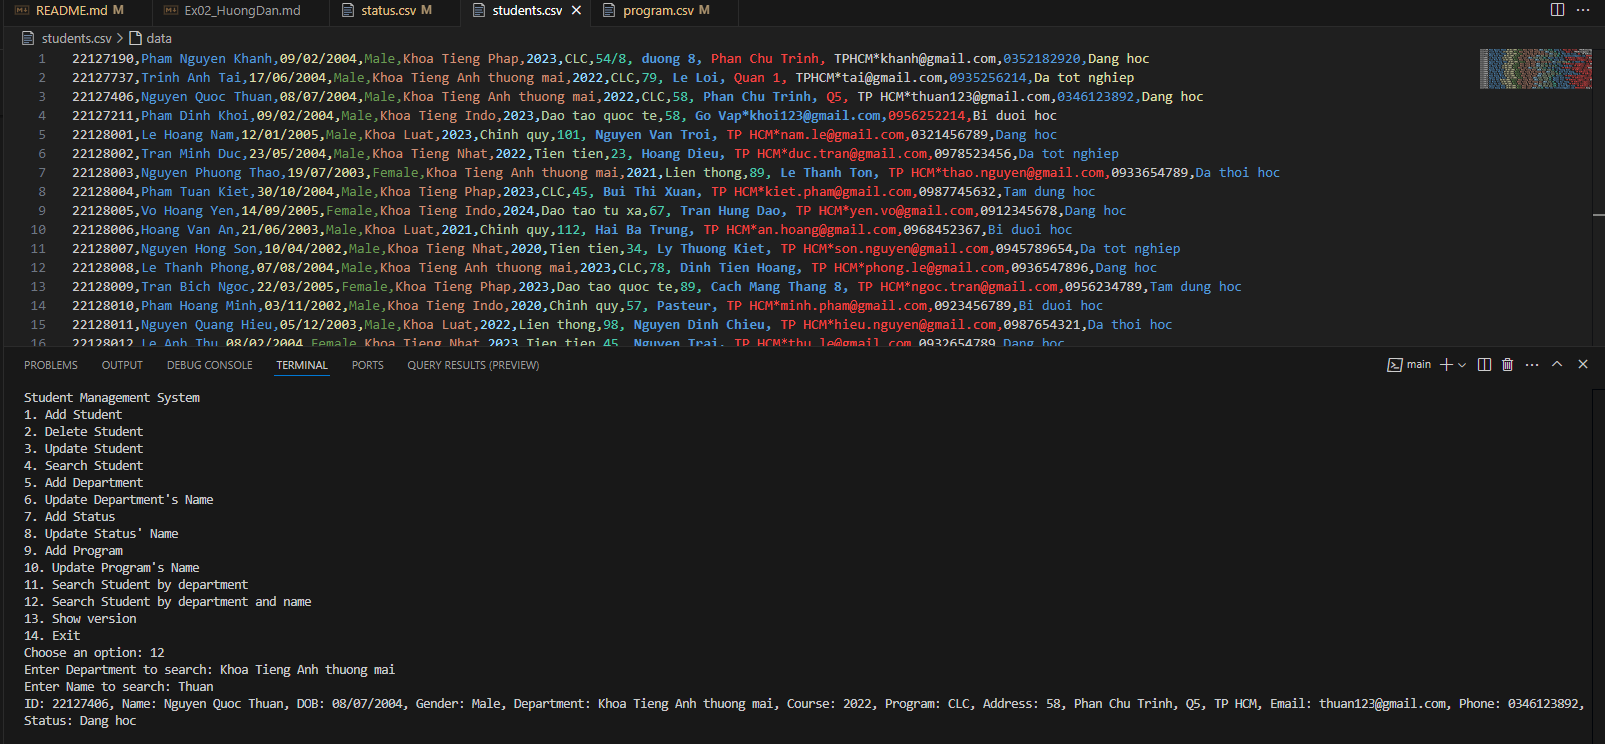 README.md M Ex02_HuongDan.md status.csv M students.csv program.csv M
students.csv > data
1 22127190,Pham Nguyen Khanh,09/02/2004,Male,Khoa Tieng Phap,2023,CLC,54/8, duong 8, Phan Chu Trinh, TPHCM*khanh@gmail.com,0352182920,Dang hoc
2 22127737,Trinh Anh Tai,17/06/2004,Male,Khoa Tieng Anh thuong mai,2022,CLC,79, Le Loi, Quan 1, TPHCM*tai@gmail.com,0935256214,Da tot nghiep
3 22127406,Nguyen Quoc Thuan,08/07/2004,Male,Khoa Tieng Anh thuong mai,2022,CLC,58, Phan Chu Trinh, Q5, TP HCM*thuan123@gmail.com,0346123892,Dang hoc
4 22127211,Pham Dinh Khoi,09/02/2004,Male,Khoa Tieng Indo,2023,Dao tao quoc te,58, Go Vap*khoi123@gmail.com,0956252214,Bi duoi hoc
5 22128001,Le Hoang Nam,12/01/2005,Male,Khoa Luat,2023,Chinh quy,101, Nguyen Van Troi, TP HCM*nam.le@gmail.com,0321456789,Dang hoc
6 22128002,Tran Minh Duc,23/05/2004,Male,Khoa Tieng Nhat,2022,Tien tien,23, Hoang Dieu, TP HCM*duc.tran@gmail.com,0978523456,Da tot nghiep
7 22128003,Nguyen Phuong Thao,19/07/2003,Female,Khoa Tieng Anh thuong mai,2021,Lien thong,89, Le Thanh Ton, TP HCM*thao.nguyen@gmail.com,0933654789,Da thoi hoc
8 22128004,Pham Tuan Kiet,30/10/2004,Male,Khoa Tieng Phap,2023,CLC,45, Bui Thi Xuan, TP HCM*kiet.pham@gmail.com,0987745632,Tam dung hoc
9 22128005,Vo Hoang Yen,14/09/2005,Female,Khoa Tieng Indo,2024,Dao tao tu xa,67, Tran Hung Dao, TP HCM*yen.vo@gmail.com,0912345678,Dang hoc
10 22128006,Hoang Van An,21/06/2003,Male,Khoa Luat,2021,Chinh quy,112, Hai Ba Trung, TP HCM*an.hoang@gmail.com,0968452367,Bi duoi hoc
11 22128007,Nguyen Hong Son,10/04/2002,Male,Khoa Tieng Nhat,2020,Tien tien,34, Ly Thuong Kiet, TP HCM*son.nguyen@gmail.com,0945789654,Da tot nghiep
12 22128008,Le Thanh Phong,07/08/2004,Male,Khoa Tieng Anh thuong mai,2023,CLC,78, Dinh Tien Hoang, TP HCM*phong.le@gmail.com,0936547896,Dang hoc
13 22128009,Tran Bich Ngoc,22/03/2005,Female,Khoa Tieng Phap,2023,Dao tao quoc te,89, Cach Mang Thang 8, TP HCM*ngoc.tran@gmail.com,0956234789,Tam dung hoc
14 22128010,Pham Hoang Minh,03/11/2002,Male,Khoa Tieng Indo,2020,Chinh quy,57, Pasteur, TP HCM*minh.pham@gmail.com,0923456789,Bi duoi hoc
15 22128011,Nguyen Quang Hieu,05/12/2003,Male,Khoa Luat,2022,Lien thong,98, Nguyen Dinh Chieu, TP HCM*hieu.nguyen@gmail.com,0987654321,Da thoi hoc
16 22128012,Le Anh Thu,08/02/2004,Female,Khoa Tieng Nhat,2023,Tien tien,45, Nguyen Trai, TP HCM*thu.le@gmail.com,0932654789,Dang hoc
PROBLEMS OUTPUT DEBUG CONSOLE TERMINAL PORTS QUERY RESULTS (PREVIEW) main
Student Management System
1. Add Student
2. Delete Student
3. Update Student
4. Search Student
5. Add Department
6. Update Department's Name
7. Add Status
8. Update Status' Name
9. Add Program
10. Update Program's Name
11. Search Student by department
12. Search Student by department and name
13. Show version
14. Exit
Choose an option: 12
Enter Department to search: Khoa Tieng Anh thuong mai
Enter Name to search: Thuan
ID: 22127406, Name: Nguyen Quoc Thuan, DOB: 08/07/2004, Gender: Male, Department: Khoa Tieng Anh thuong mai, Course: 2022, Program: CLC, Address: 58, Phan Chu Trinh, Q5, TP HCM, Email: thuan123@gmail.com, Phone: 0346123892,
Status: Dang hoc